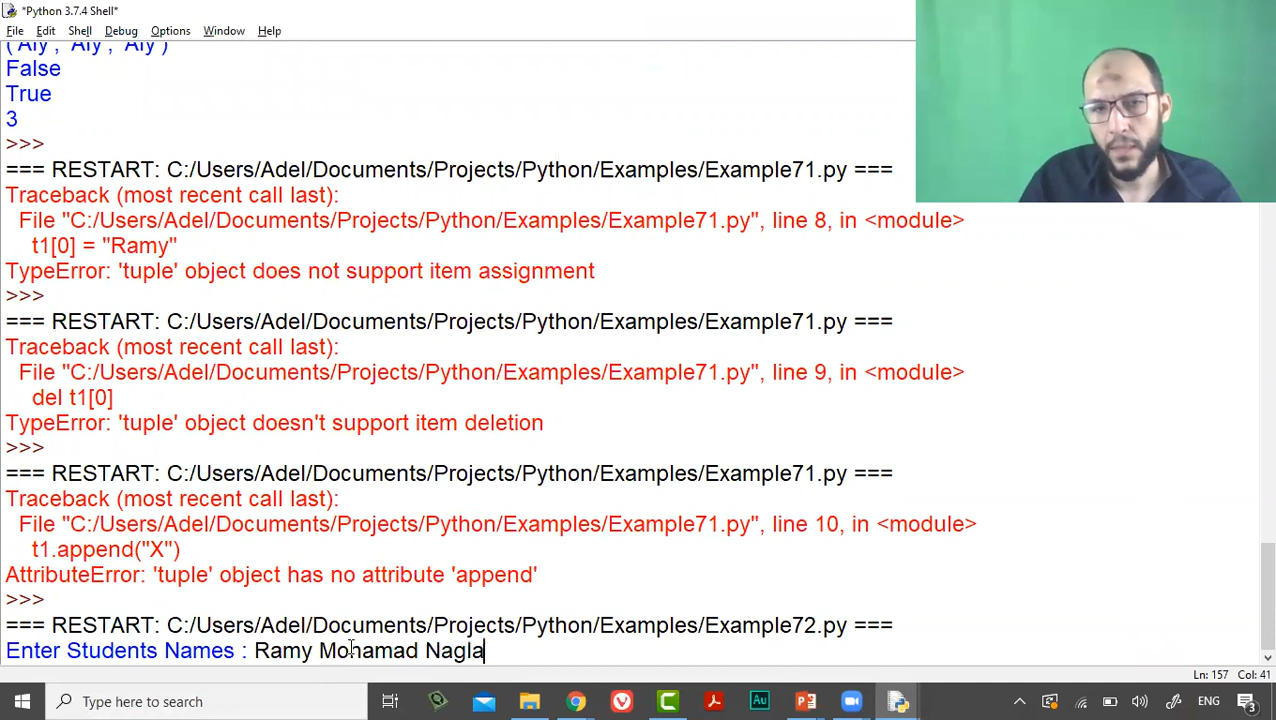 *Python 3.7.4 Shell*
File Edit Shell Debug Options Window Help
('Aly', 'Aly', 'Aly')
False
True
3
>>>
=== RESTART: C:/Users/Adel/Documents/Projects/Python/Examples/Example71.py ===
Traceback (most recent call last):
File "C:/Users/Adel/Documents/Projects/Python/Examples/Example71.py", line 8, in <module>
t1[0] = "Ramy"
TypeError: 'tuple' object does not support item assignment
>>>
=== RESTART: C:/Users/Adel/Documents/Projects/Python/Examples/Example71.py ===
Traceback (most recent call last):
File "C:/Users/Adel/Documents/Projects/Python/Examples/Example71.py", line 9, in <module>
del t1[0]
TypeError: 'tuple' object doesn't support item deletion
>>>
=== RESTART: C:/Users/Adel/Documents/Projects/Python/Examples/Example71.py ===
Traceback (most recent call last):
File "C:/Users/Adel/Documents/Projects/Python/Examples/Example71.py", line 10, in <module>
t1.append("X")
AttributeError: 'tuple' object has no attribute 'append'
>>>
=== RESTART: C:/Users/Adel/Documents/Projects/Python/Examples/Example72.py ===
Enter Students Names : Ramy Mohamad Nagla
Ln: 157 Col: 41
Type here to search
Au
ENG
3